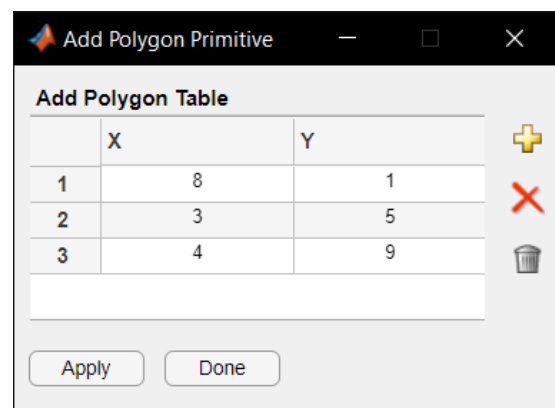 Add Polygon Primitive
Add Polygon Table
X Y
1 8 1
2 3 5
3 4 9
Apply Done